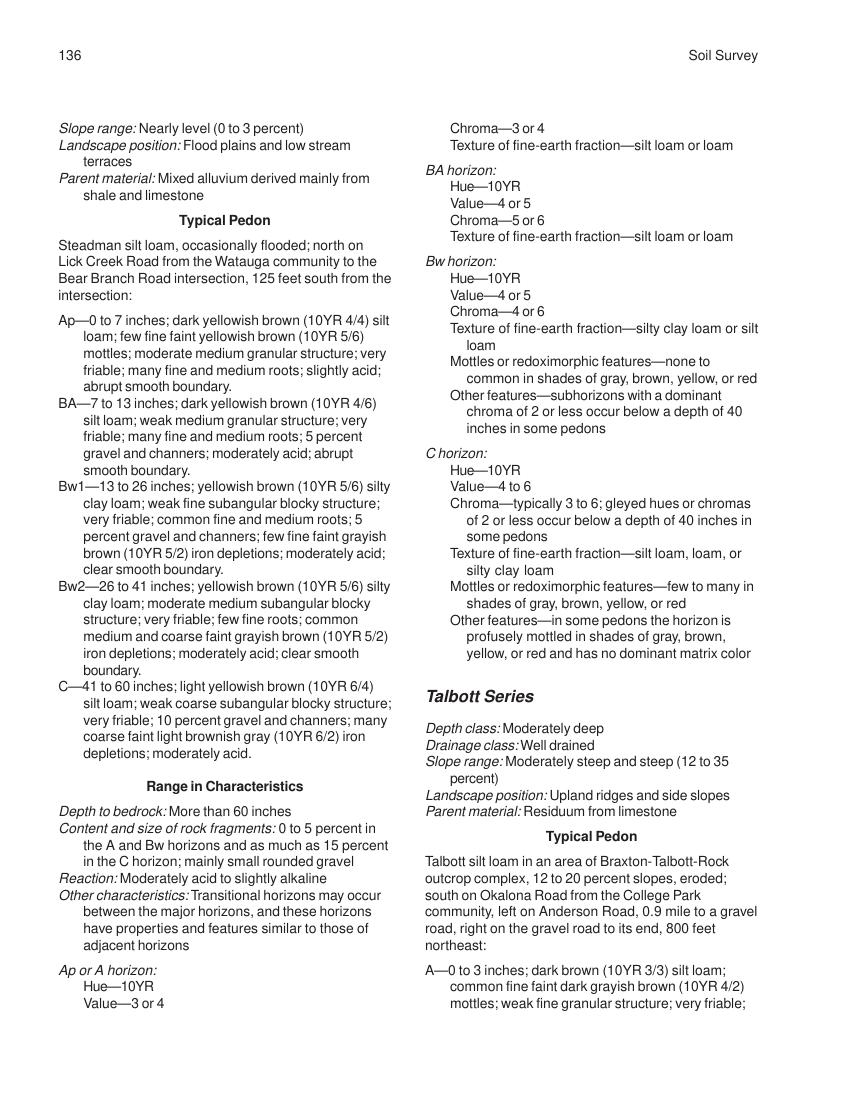 136
Soil Survey
Slope range: Nearly level (0 to 3 percent)
Landscape position: Flood plains and low stream
terraces
Parent material: Mixed alluvium derived mainly from
shale and limestone
Typical Pedon
Steadman silt loam, occasionally flooded; north on
Lick Creek Road from the Watauga community to the
Bear Branch Road intersection, 125 feet south from the
intersection:
Ap—0 to 7 inches; dark yellowish brown (10YR 4/4) silt
loam; few fine faint yellowish brown (10YR 5/6)
mottles; moderate medium granular structure; very
friable; many fine and medium roots; slightly acid;
abrupt smooth boundary.
BA—7 to 13 inches; dark yellowish brown (10YR 4/6)
silt loam; weak medium granular structure; very
friable; many fine and medium roots; 5 percent
gravel and channers; moderately acid; abrupt
smooth boundary.
Bw1—13 to 26 inches; yellowish brown (10YR 5/6) silty
clay loam; weak fine subangular blocky structure;
very friable; common fine and medium roots; 5
percent gravel and channers; few fine faint grayish
brown (10YR 5/2) iron depletions; moderately acid;
clear smooth boundary.
Bw2—26 to 41 inches; yellowish brown (10YR 5/6) silty
clay loam; moderate medium subangular blocky
structure; very friable; few fine roots; common
medium and coarse faint grayish brown (10YR 5/2)
iron depletions; moderately acid; clear smooth
boundary.
C—41 to 60 inches; light yellowish brown (10YR 6/4)
silt loam; weak coarse subangular blocky structure;
very friable; 10 percent gravel and channers; many
coarse faint light brownish gray (10YR 6/2) iron
depletions; moderately acid.
Range in Characteristics
Depth to bedrock: More than 60 inches
Content and size of rock fragments: 0 to 5 percent in
the A and Bw horizons and as much as 15 percent
in the C horizon; mainly small rounded gravel
Reaction: Moderately acid to slightly alkaline
Other characteristics: Transitional horizons may occur
between the major horizons, and these horizons
have properties and features similar to those of
adjacent horizons
Ap or A horizon:
Hue—10YR
Value—3 or 4
Chroma—3 or 4
Texture of fine-earth fraction—silt loam or loam
BA horizon:
Hue—10YR
Value—4 or 5
Chroma—5 or 6
Texture of fine-earth fraction—silt loam or loam
Bw horizon:
Hue—10YR
Value—4 or 5
Chroma—4 or 6
Texture of fine-earth fraction—silty clay loam or silt
loam
Mottles or redoximorphic features—none to
common in shades of gray, brown, yellow, or red
Other features—subhorizons with a dominant
chroma of 2 or less occur below a depth of 40
inches in some pedons
C horizon:
Hue—10YR
Value—4 to 6
Chroma—typically 3 to 6; gleyed hues or chromas
of 2 or less occur below a depth of 40 inches in
some pedons
Texture of fine-earth fraction—silt loam, loam, or
silty clay loam
Mottles or redoximorphic features—few to many in
shades of gray, brown, yellow, or red
Other features—in some pedons the horizon is
profusely mottled in shades of gray, brown,
yellow, or red and has no dominant matrix color
Talbott Series
Depth class: Moderately deep
Drainage class: Well drained
Slope range: Moderately steep and steep (12 to 35
percent)
Landscape position: Upland ridges and side slopes
Parent material: Residuum from limestone
Typical Pedon
Talbott silt loam in an area of Braxton-Talbott-Rock
outcrop complex, 12 to 20 percent slopes, eroded;
south on Okalona Road from the College Park
community, left on Anderson Road, 0.9 mile to a gravel
road, right on the gravel road to its end, 800 feet
northeast:
A—0 to 3 inches; dark brown (10YR 3/3) silt loam;
common fine faint dark grayish brown (10YR 4/2)
mottles; weak fine granular structure; very friable;